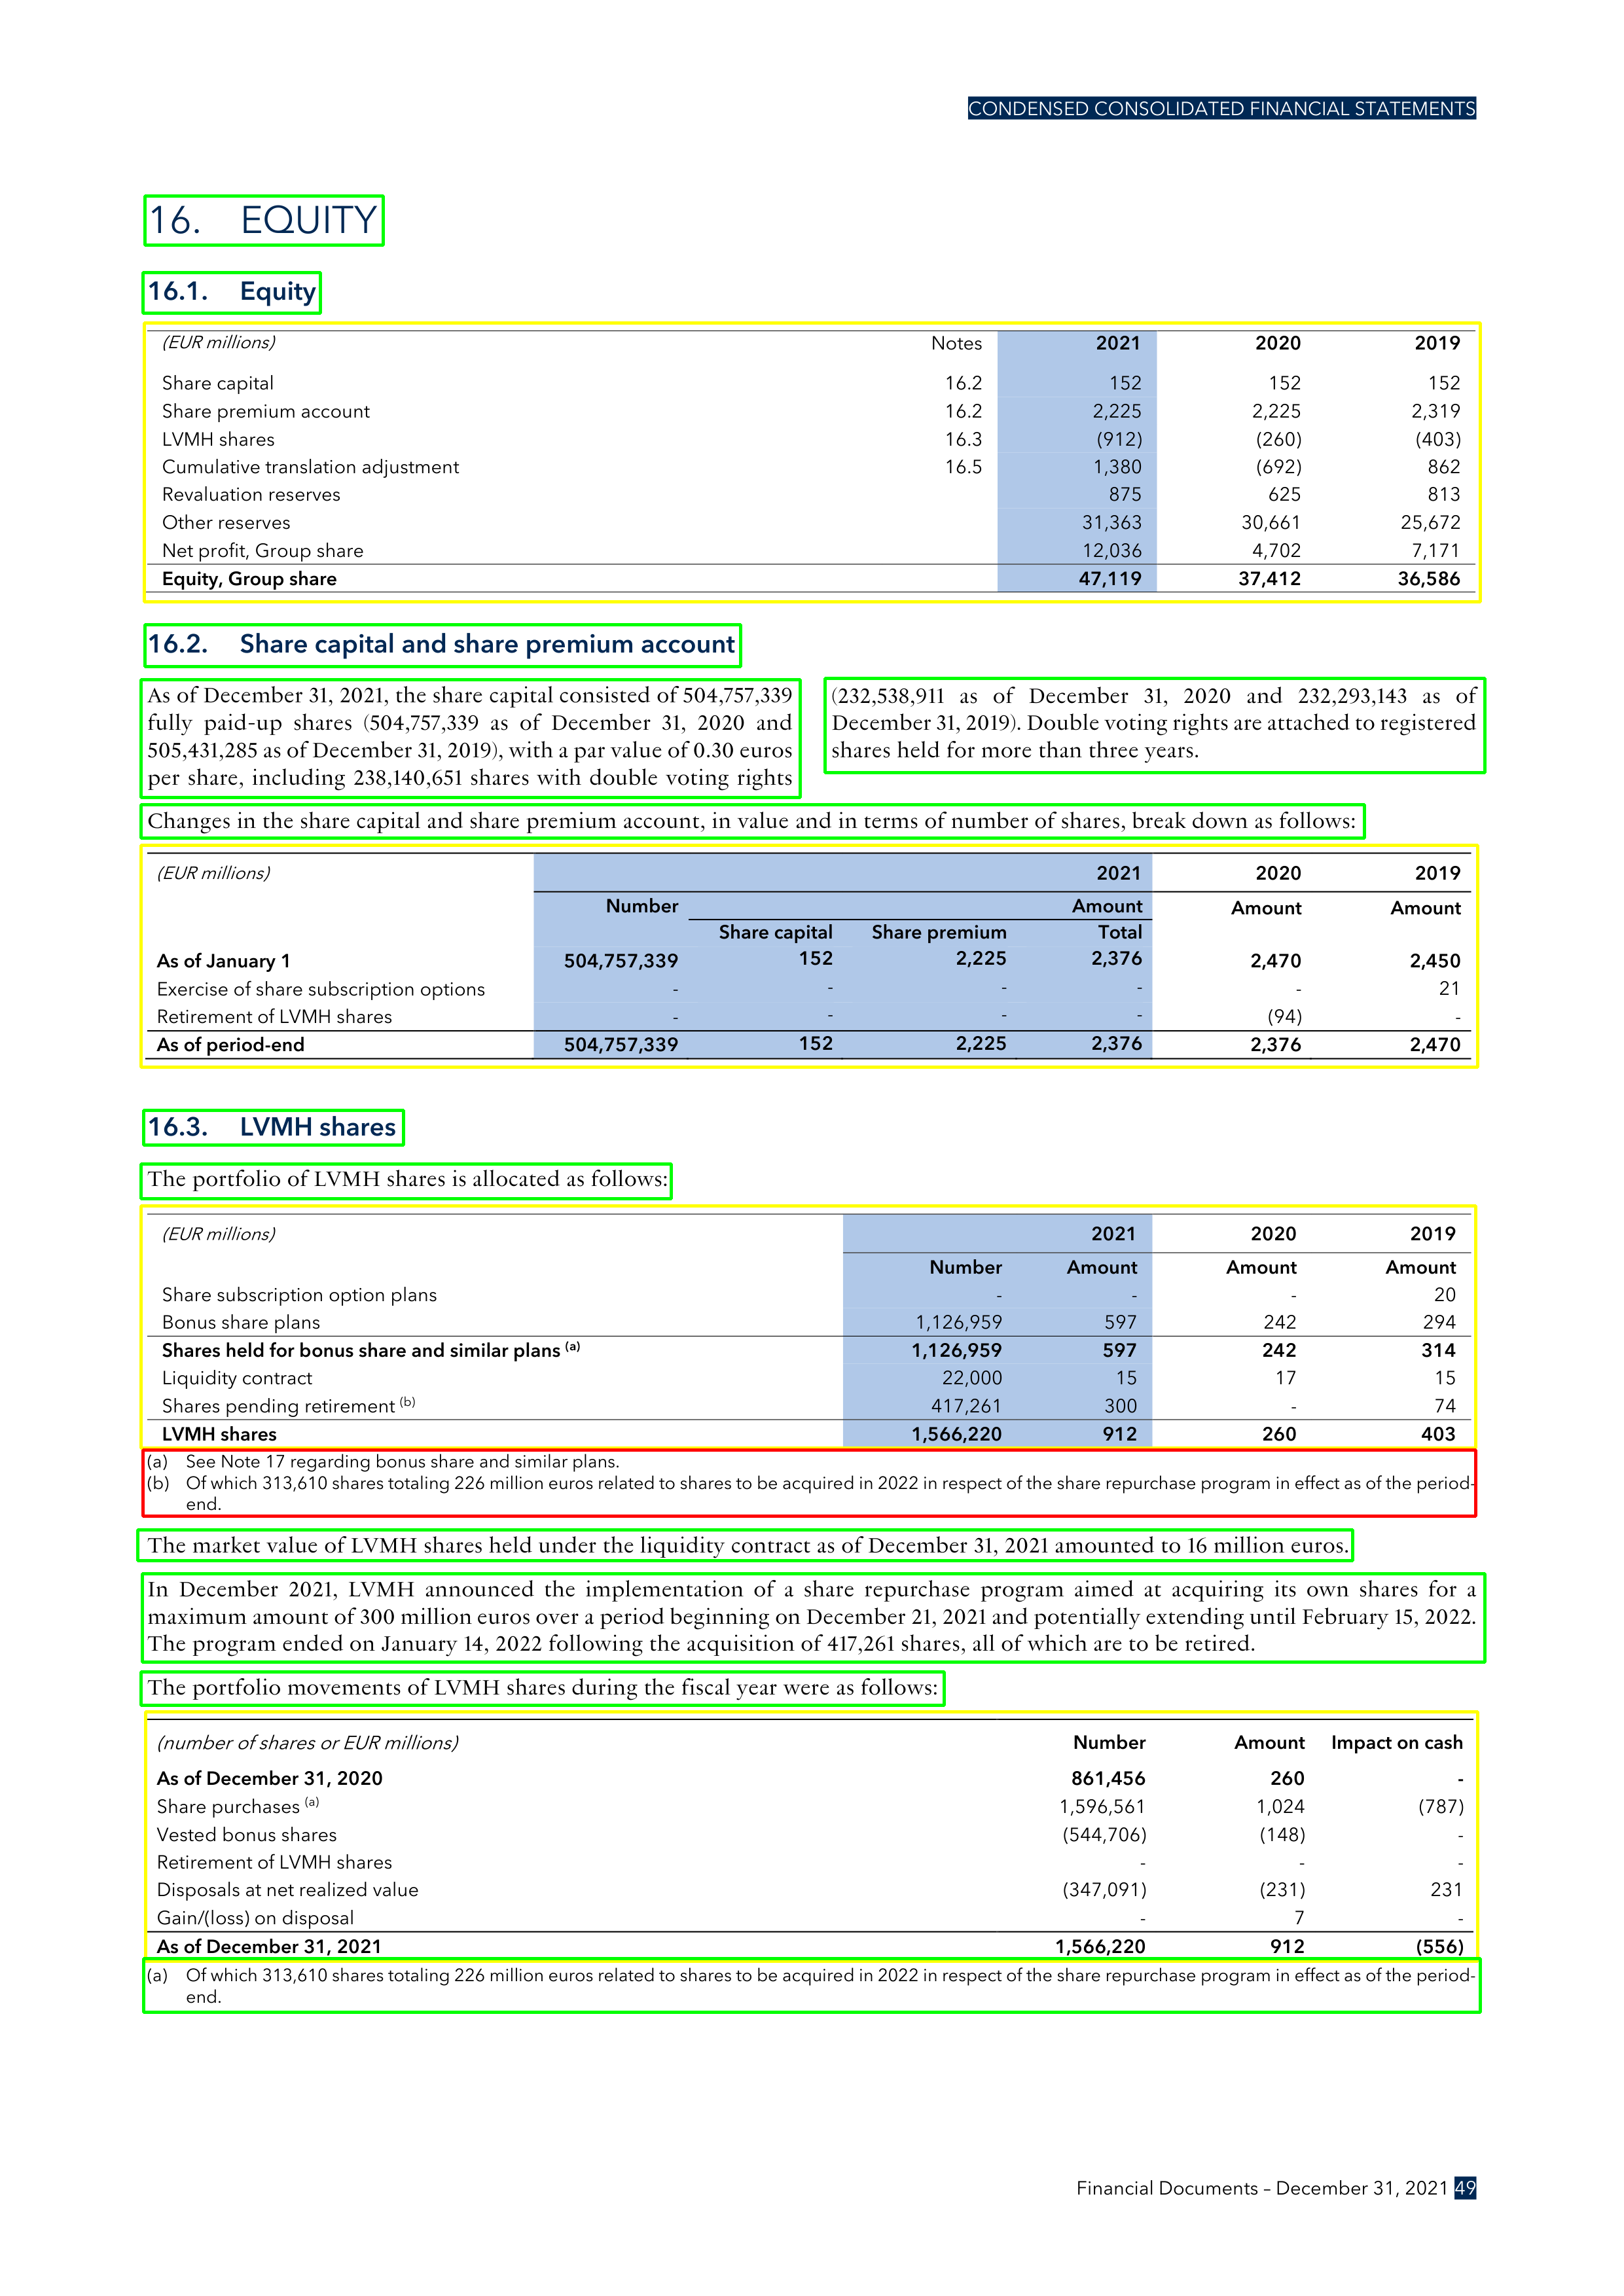 CONDENSED CONSOLIDATED FINANCIAL STATEMENTS
16. EQUITY
16.1. Equity
(EUR millions) Notes 2021 2020 2019
Share capital 16.2 152 152 152
Share premium account 16.2 2,225 2,225 2,319
LVMH shares 16.3 (912) (260) (403)
Cumulative translation adjustment 16.5 1,380 (692) 862
Revaluation reserves 875 625 813
Other reserves 31,363 30,661 25,672
Net profit, Group share 12,036 4,702 7,171
Equity, Group share 47,119 37,412 36,586
16.2. Share capital and share premium account
As of December 31, 2021, the share capital consisted of 504,757,339
fully paid-up shares (504,757,339 as of December 31, 2020 and
505,431,285 as of December 31, 2019), with a par value of 0.30 euros
per share, including 238,140,651 shares with double voting rights
(232,538,911 as of December 31, 2020 and 232,293,143 as of
December 31, 2019). Double voting rights are attached to registered
shares held for more than three years.
Changes in the share capital and share premium account, in value and in terms of number of shares, break down as follows:
(EUR millions) 2021 2020 2019
Number Amount Amount Amount
Share capital Share premium Total
As of January 1 504,757,339 152 2,225 2,376 2,470 2,450
Exercise of share subscription options - - - - - 21
Retirement of LVMH shares - - - - (94) -
As of period-end 504,757,339 152 2,225 2,376 2,376 2,470
16.3. LVMH shares
The portfolio of LVMH shares is allocated as follows:
(EUR millions) 2021 2020 2019
Number Amount Amount Amount
Share subscription option plans - - - 20
Bonus share plans 1,126,959 597 242 294
Shares held for bonus share and similar plans (a) 1,126,959 597 242 314
Liquidity contract 22,000 15 17 15
Shares pending retirement (b) 417,261 300 - 74
LVMH shares 1,566,220 912 260 403
(a) See Note 17 regarding bonus share and similar plans.
(b) Of which 313,610 shares totaling 226 million euros related to shares to be acquired in 2022 in respect of the share repurchase program in effect as of the period-
end.
The market value of LVMH shares held under the liquidity contract as of December 31, 2021 amounted to 16 million euros.
In December 2021, LVMH announced the implementation of a share repurchase program aimed at acquiring its own shares for a
maximum amount of 300 million euros over a period beginning on December 21, 2021 and potentially extending until February 15, 2022.
The program ended on January 14, 2022 following the acquisition of 417,261 shares, all of which are to be retired.
The portfolio movements of LVMH shares during the fiscal year were as follows:
(number of shares or EUR millions) Number Amount Impact on cash
As of December 31, 2020 861,456 260 -
Share purchases (a) 1,596,561 1,024 (787)
Vested bonus shares (544,706) (148) -
Retirement of LVMH shares - - -
Disposals at net realized value (347,091) (231) 231
Gain/(loss) on disposal - 7 -
As of December 31, 2021 1,566,220 912 (556)
(a) Of which 313,610 shares totaling 226 million euros related to shares to be acquired in 2022 in respect of the share repurchase program in effect as of the period-
end.
Financial Documents – December 31, 2021 49